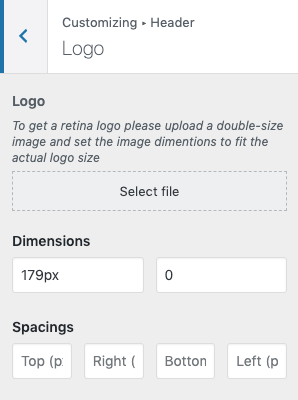 Customizing ▸ Header
Logo
Logo
To get a retina logo please upload a double-size
image and set the image dimentions to fit the
actual logo size
Select file
Dimensions
179px 0
Spacings
Top (p Right ( Botton Left (p